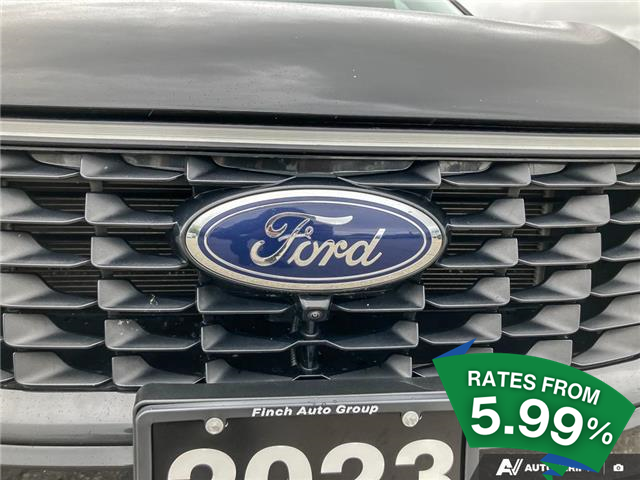 Ford
Finch Auto Group
2023
RATES FROM
5.99%